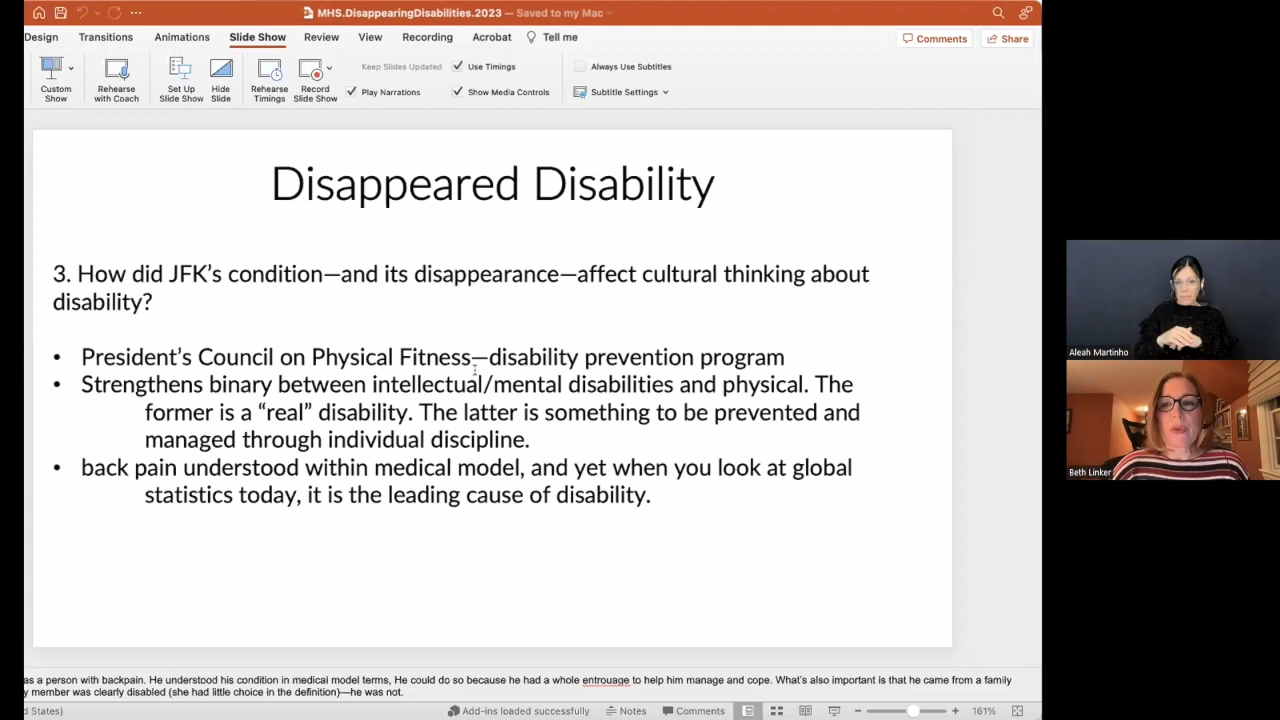 MHS.DisappearingDisabilities.2023 — Saved to my Mac
Design Transitions Animations Slide Show Review View Recording Acrobat Tell me Comments Share
Custom Show
Rehearse with Coach
Set Up Slide Show
Hide Slide
Rehearse Timings
Record Slide Show
Keep Slides Updated
Use Timings
Always Use Subtitles
Play Narrations
Show Media Controls
Subtitle Settings
Disappeared Disability
3. How did JFK's condition—and its disappearance—affect cultural thinking about
disability?
• President's Council on Physical Fitness—disability prevention program
• Strengthens binary between intellectual/mental disabilities and physical. The
former is a “real” disability. The latter is something to be prevented and
managed through individual discipline.
• back pain understood within medical model, and yet when you look at global
statistics today, it is the leading cause of disability.
Aleah Martinho
Beth Linker
as a person with backpain. He understood his condition in medical model terms, He could do so because he had a whole entrouage to help him manage and cope. What's also important is that he came from a family
y member was clearly disabled (she had little choice in the definition)—he was not.
d States) Add-ins loaded successfully Notes Comments 161%